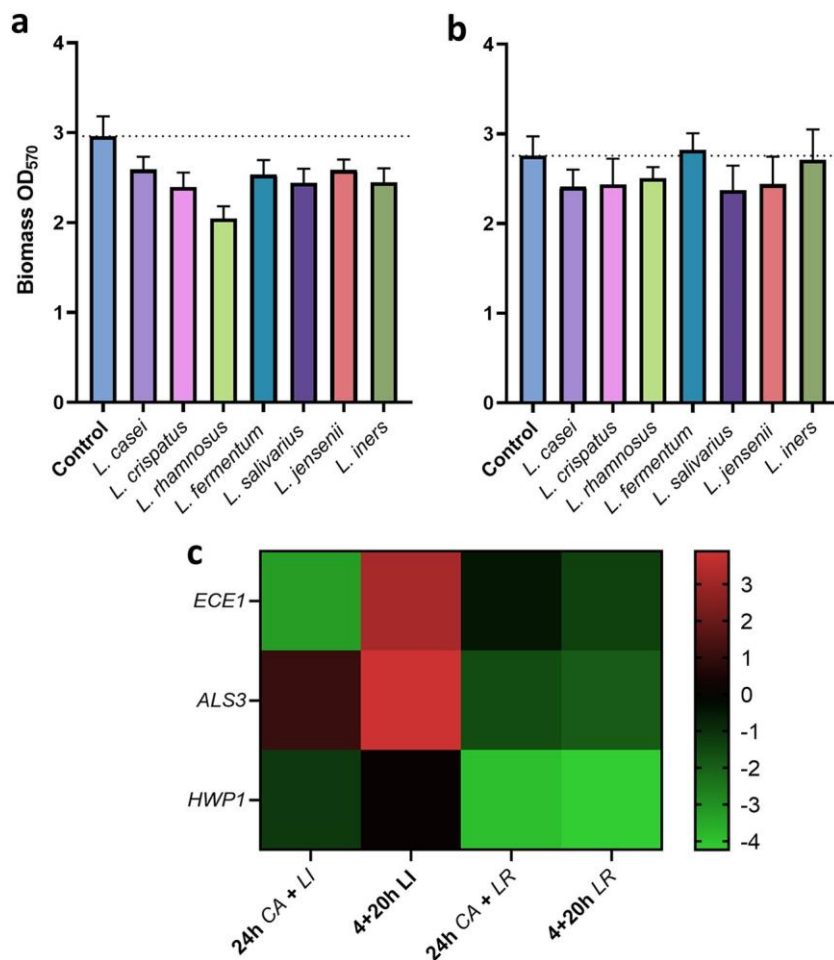 a
b
Biomass OD570
4
3
2
1
0
Control
L. casei
L. crispatus
L. rhamnosus
L. fermentum
L. salivarius
L. jensenii
L. iners
4
3
2
1
0
Control
L. casei
L. crispatus
L. rhamnosus
L. fermentum
L. salivarius
L. jensenii
L. iners
c
ECE1
ALS3
HWP1
24h CA + LI
4+20h LI
24h CA + LR
4+20h LR
3
2
1
0
-1
-2
-3
-4